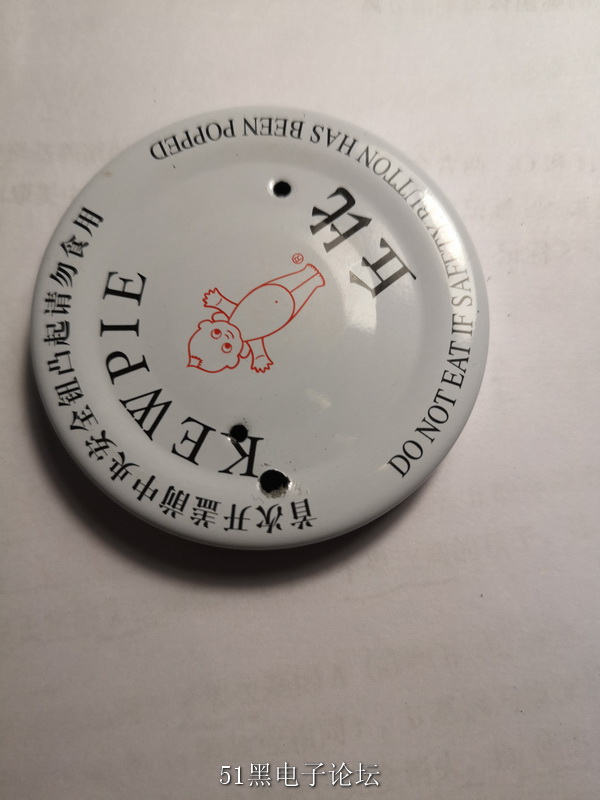 首次开盖前中央安全钮凸起请勿食用
KEWPIE
®
丘比
DO NOT EAT IF SAFETY BUTTON HAS BEEN POPPED
51黑电子论坛